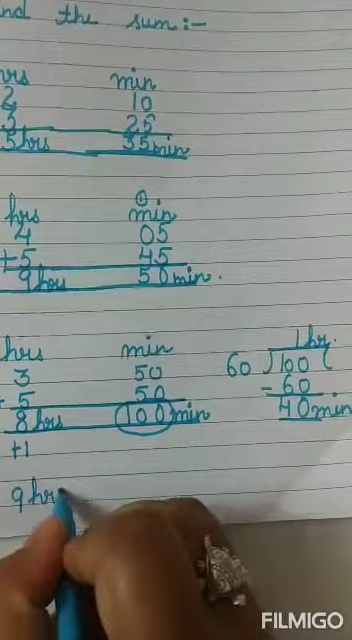 nd the sum:-
hrs min
2 10
3 25
5hrs 35min
1
hrs min
4 05
+5 45
9hrs 50min.
hrs min
3 50
5 50
8hrs 100min
+1
9hr
1hr.
60 ) 100 (
- 60
40min
FILMIGO